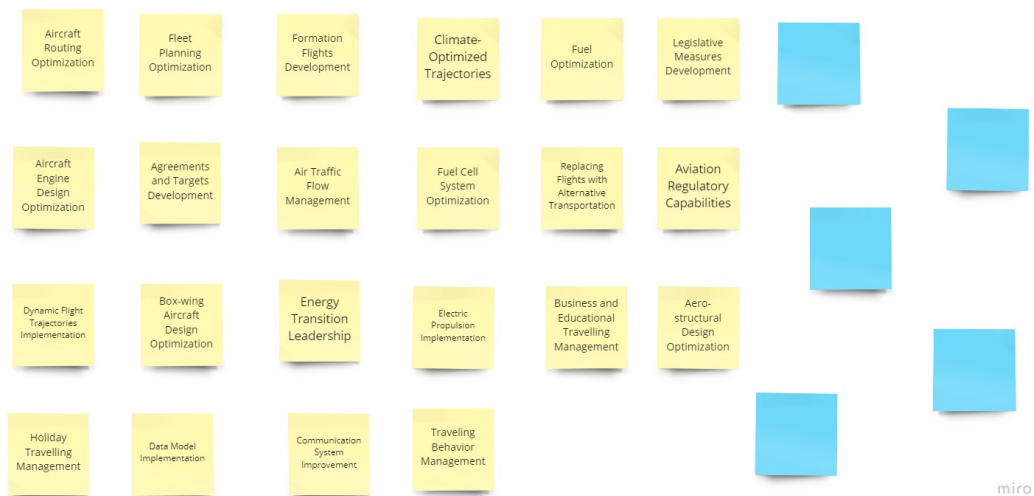 Aircraft
Routing
Optimization
Fleet
Planning
Optimization
Formation
Flights
Development
Climate-
Optimized
Trajectories
Fuel
Optimization
Legislative
Measures
Development
Aircraft
Engine
Design
Optimization
Agreements
and Targets
Development
Air Traffic
Flow
Management
Fuel Cell
System
Optimization
Replacing
Flights with
Alternative
Transportation
Aviation
Regulatory
Capabilities
Dynamic Flight
Trajectories
Implementation
Box-wing
Aircraft
Design
Optimization
Energy
Transition
Leadership
Electric
Propulsion
Implementation
Business and
Educational
Travelling
Management
Aero-
structural
Design
Optimization
Holiday
Travelling
Management
Data Model
Implementation
Communication
System
Improvement
Traveling
Behavior
Management
miro